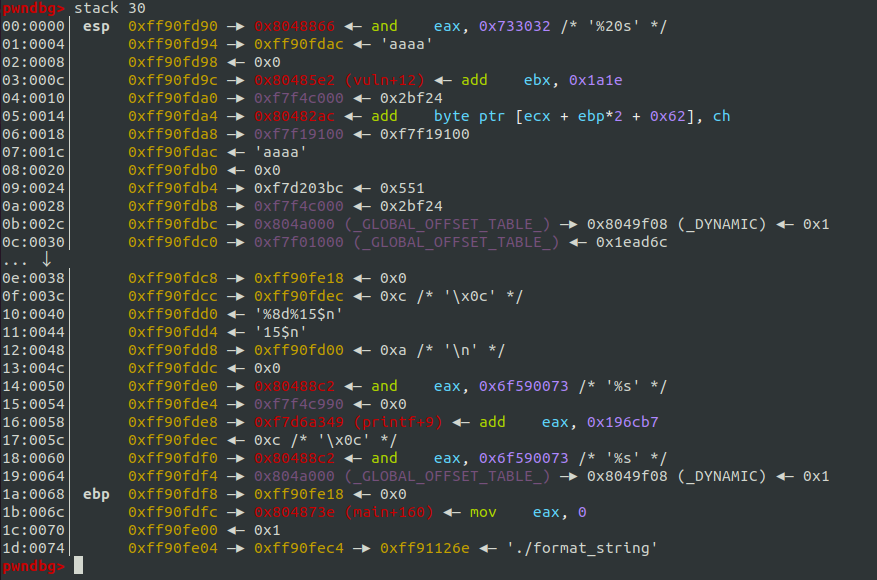 pwndbg> stack 30
00:0000│ esp 0xff90fd90 —▸ 0x8048866 ◂— and eax, 0x733032 /* '%20s' */
01:0004│ 0xff90fd94 —▸ 0xff90fdac ◂— 'aaaa'
02:0008│ 0xff90fd98 ◂— 0x0
03:000c│ 0xff90fd9c —▸ 0x80485e2 (vuln+12) ◂— add ebx, 0x1a1e
04:0010│ 0xff90fda0 —▸ 0xf7f4c000 ◂— 0x2bf24
05:0014│ 0xff90fda4 —▸ 0x80482ac ◂— add byte ptr [ecx + ebp*2 + 0x62], ch
06:0018│ 0xff90fda8 —▸ 0xf7f19100 ◂— 0xf7f19100
07:001c│ 0xff90fdac ◂— 'aaaa'
08:0020│ 0xff90fdb0 ◂— 0x0
09:0024│ 0xff90fdb4 —▸ 0xf7d203bc ◂— 0x551
0a:0028│ 0xff90fdb8 —▸ 0xf7f4c000 ◂— 0x2bf24
0b:002c│ 0xff90fdbc —▸ 0x804a000 (_GLOBAL_OFFSET_TABLE_) —▸ 0x8049f08 (_DYNAMIC) ◂— 0x1
0c:0030│ 0xff90fdc0 —▸ 0xf7f01000 (_GLOBAL_OFFSET_TABLE_) ◂— 0x1ead6c
... ↓
0e:0038│ 0xff90fdc8 —▸ 0xff90fe18 ◂— 0x0
0f:003c│ 0xff90fdcc —▸ 0xff90fdec ◂— 0xc /* '\x0c' */
10:0040│ 0xff90fdd0 ◂— '%8d%15$n'
11:0044│ 0xff90fdd4 ◂— '15$n'
12:0048│ 0xff90fdd8 —▸ 0xff90fd00 ◂— 0xa /* '\n' */
13:004c│ 0xff90fddc ◂— 0x0
14:0050│ 0xff90fde0 —▸ 0x80488c2 ◂— and eax, 0x6f590073 /* '%s' */
15:0054│ 0xff90fde4 —▸ 0xf7f4c990 ◂— 0x0
16:0058│ 0xff90fde8 —▸ 0xf7d6a349 (printf+9) ◂— add eax, 0x196cb7
17:005c│ 0xff90fdec ◂— 0xc /* '\x0c' */
18:0060│ 0xff90fdf0 —▸ 0x80488c2 ◂— and eax, 0x6f590073 /* '%s' */
19:0064│ 0xff90fdf4 —▸ 0x804a000 (_GLOBAL_OFFSET_TABLE_) —▸ 0x8049f08 (_DYNAMIC) ◂— 0x1
1a:0068│ ebp 0xff90fdf8 —▸ 0xff90fe18 ◂— 0x0
1b:006c│ 0xff90fdfc —▸ 0x804873e (main+160) ◂— mov eax, 0
1c:0070│ 0xff90fe00 ◂— 0x1
1d:0074│ 0xff90fe04 —▸ 0xff90fec4 —▸ 0xff91126e ◂— './format_string'
pwndbg>